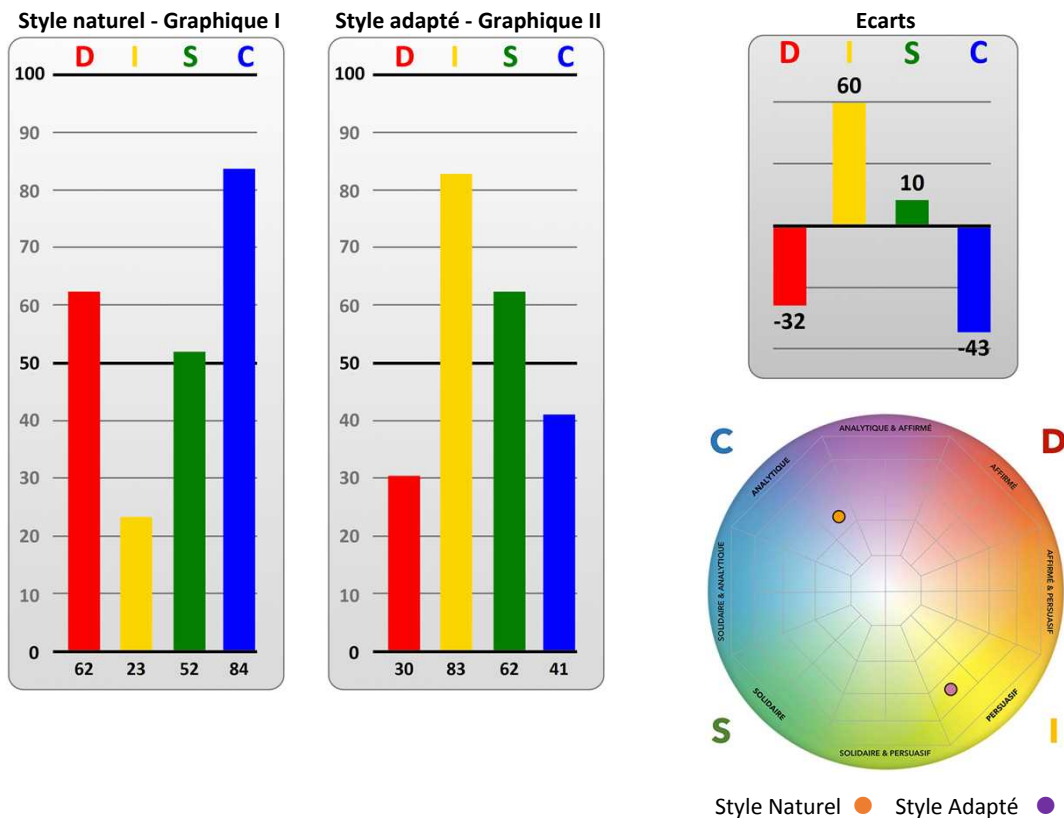 Style naturel - Graphique I
D I S C
100
90
80
70
60
50
40
30
20
10
0
62 23 52 84
Style adapté - Graphique II
D I S C
100
90
80
70
60
50
40
30
20
10
0
30 83 62 41
Ecarts
D I S C
60
10
-32
-43
C
D
ANALYTIQUE & AFFIRMÉ
ANALYTIQUE
AFFIRMÉ
SOLIDAIRE & ANALYTIQUE
AFFIRMÉ & PERSUASIF
SOLIDAIRE
PERSUASIF
SOLIDAIRE & PERSUASIF
S
I
Style Naturel
Style Adapté